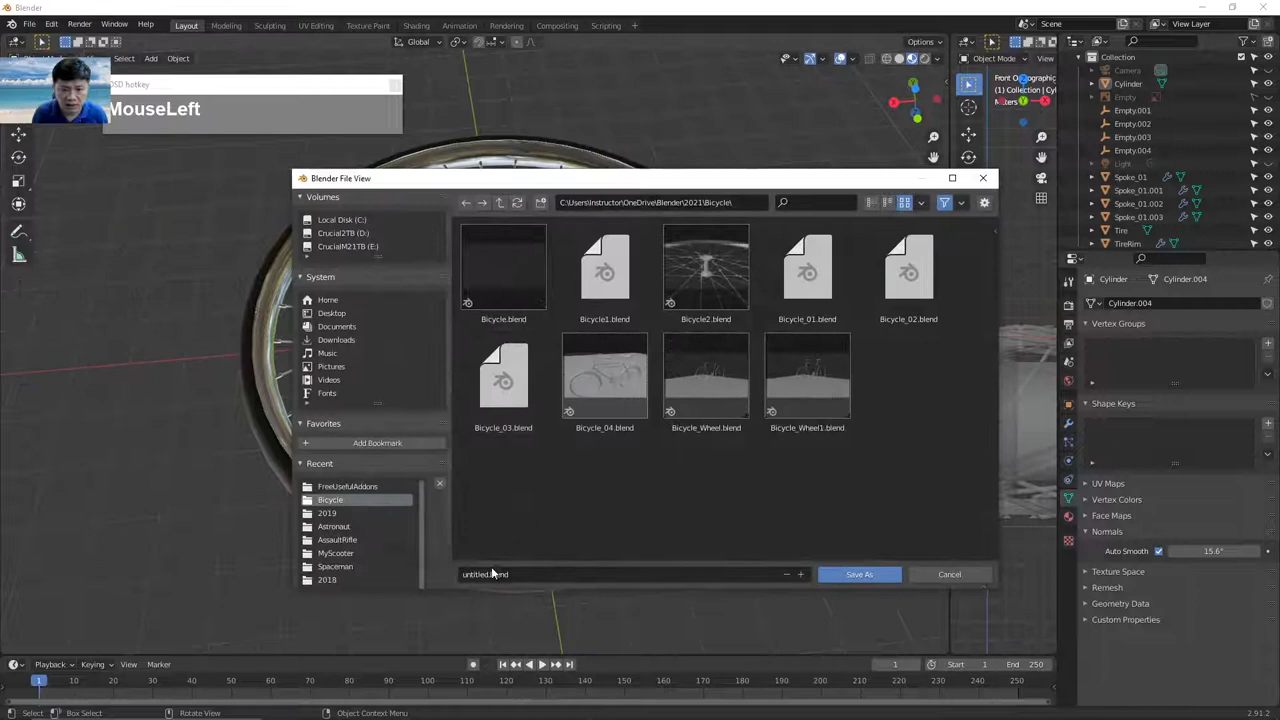 Blender
File Edit Render Window Help Layout Modeling Sculpting UV Editing Texture Paint Shading Animation Rendering Compositing Scripting + Scene View Layer
Global Options
Select Add Object Object Mode View
OSD hotkey
MouseLeft
Front Orthographic
(1) Collection | Cyl
Meters
Collection
Camera
Cylinder
Empty
Empty.001
Empty.002
Empty.003
Empty.004
Light
Spoke_01
Spoke_01.001
Spoke_01.002
Spoke_01.003
Tire
TireRim
Blender File View
Volumes
C:\Users\Instructor\OneDrive\Blender\2021\Bicycle\
Local Disk (C:)
Crucial2TB (D:)
CrucialM21TB (E:)
System
Home
Desktop
Documents
Downloads
Music
Pictures
Videos
Fonts
Favorites
Add Bookmark
Recent
FreeUsefulAddons
Bicycle
2019
Astronaut
AssaultRifle
MyScooter
Spaceman
2018
Bicycle.blend Bicycle1.blend Bicycle2.blend Bicycle_01.blend Bicycle_02.blend
Bicycle_03.blend Bicycle_04.blend Bicycle_Wheel.blend Bicycle_Wheel1.blend
untitled.blend Save As Cancel
Cylinder Cylinder.004
Cylinder.004
Vertex Groups
Shape Keys
UV Maps
Vertex Colors
Face Maps
Normals
Auto Smooth 15.6°
Texture Space
Remesh
Geometry Data
Custom Properties
Playback Keying View Marker 1 Start 1 End 250
1 10 20 30 40 50 60 70 80 90 100 110 120 130 140 150 160 170 180 190 200 210 220 230 240 250
Select Box Select Rotate View Object Context Menu 2.91.2